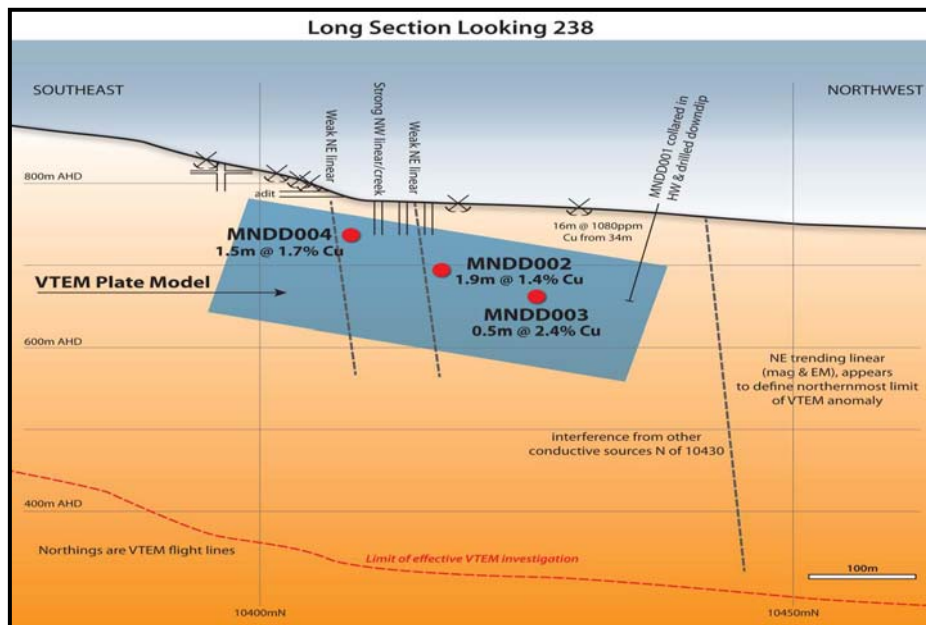 Long Section Looking 238
SOUTHEAST
NORTHWEST
Weak NE linear
Strong NW linear/creek
Weak NE linear
MNDD001 collared in
HW & drilled downdip
800m AHD
adit
16m @ 1080ppm
Cu from 34m
MNDD004
1.5m @ 1.7% Cu
MNDD002
1.9m @ 1.4% Cu
VTEM Plate Model
MNDD003
0.5m @ 2.4% Cu
600m AHD
NE trending linear
(mag & EM), appears
to define northernmost limit
of VTEM anomaly
interference from other
conductive sources N of 10430
400m AHD
Northings are VTEM flight lines
Limit of effective VTEM investigation
100m
10400mN
10450mN